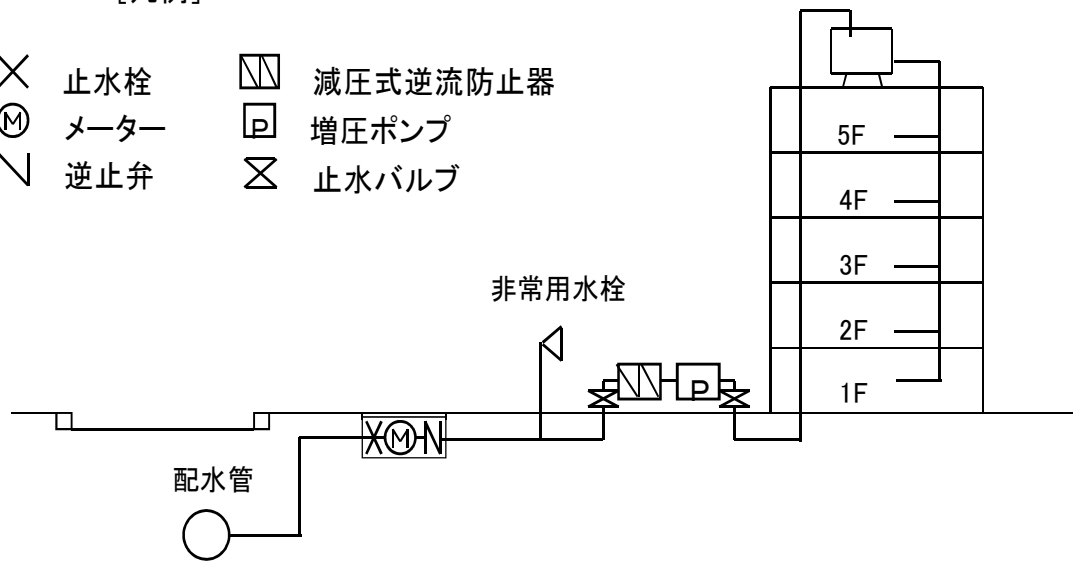 止水栓 減圧式逆流防止器
M メーター P 増圧ポンプ
逆止弁 止水バルブ
5F
4F
3F
非常用水栓
2F
P
1F
M
配水管